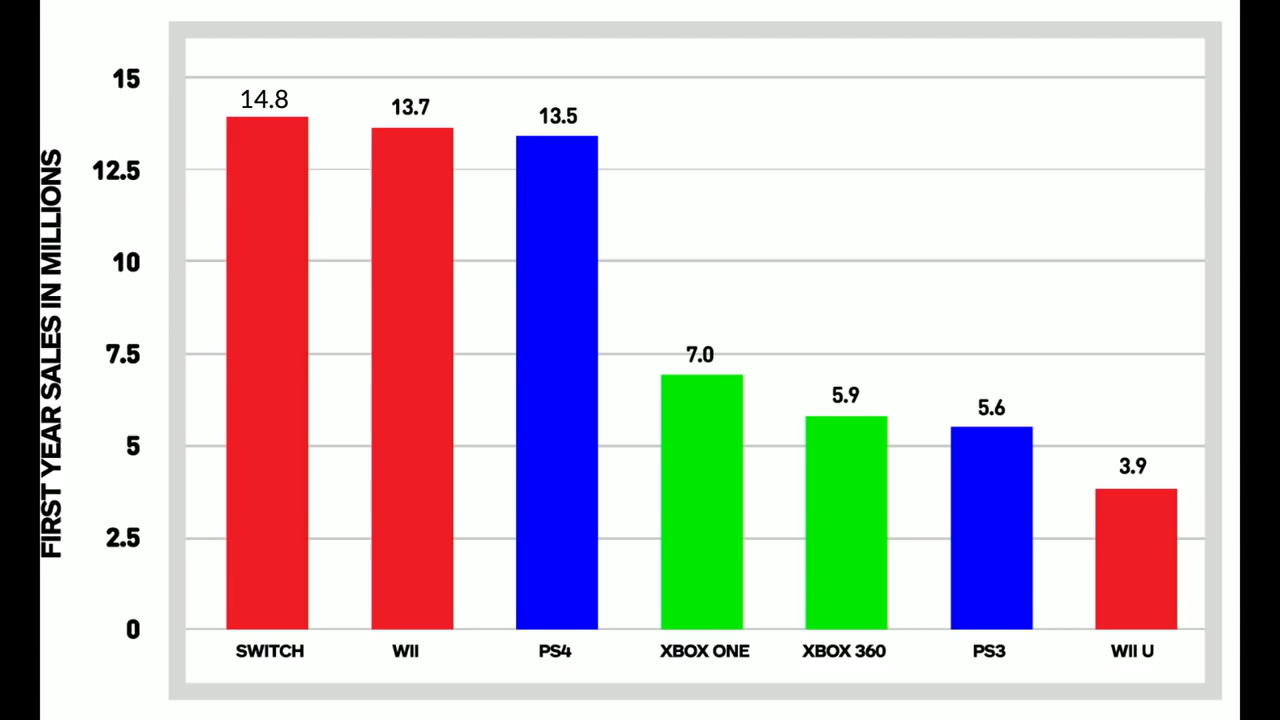 FIRST YEAR SALES IN MILLIONS
15
12.5
10
7.5
5
2.5
0
14.8
13.7
13.5
7.0
5.9
5.6
3.9
SWITCH
WII
PS4
XBOX ONE
XBOX 360
PS3
WII U